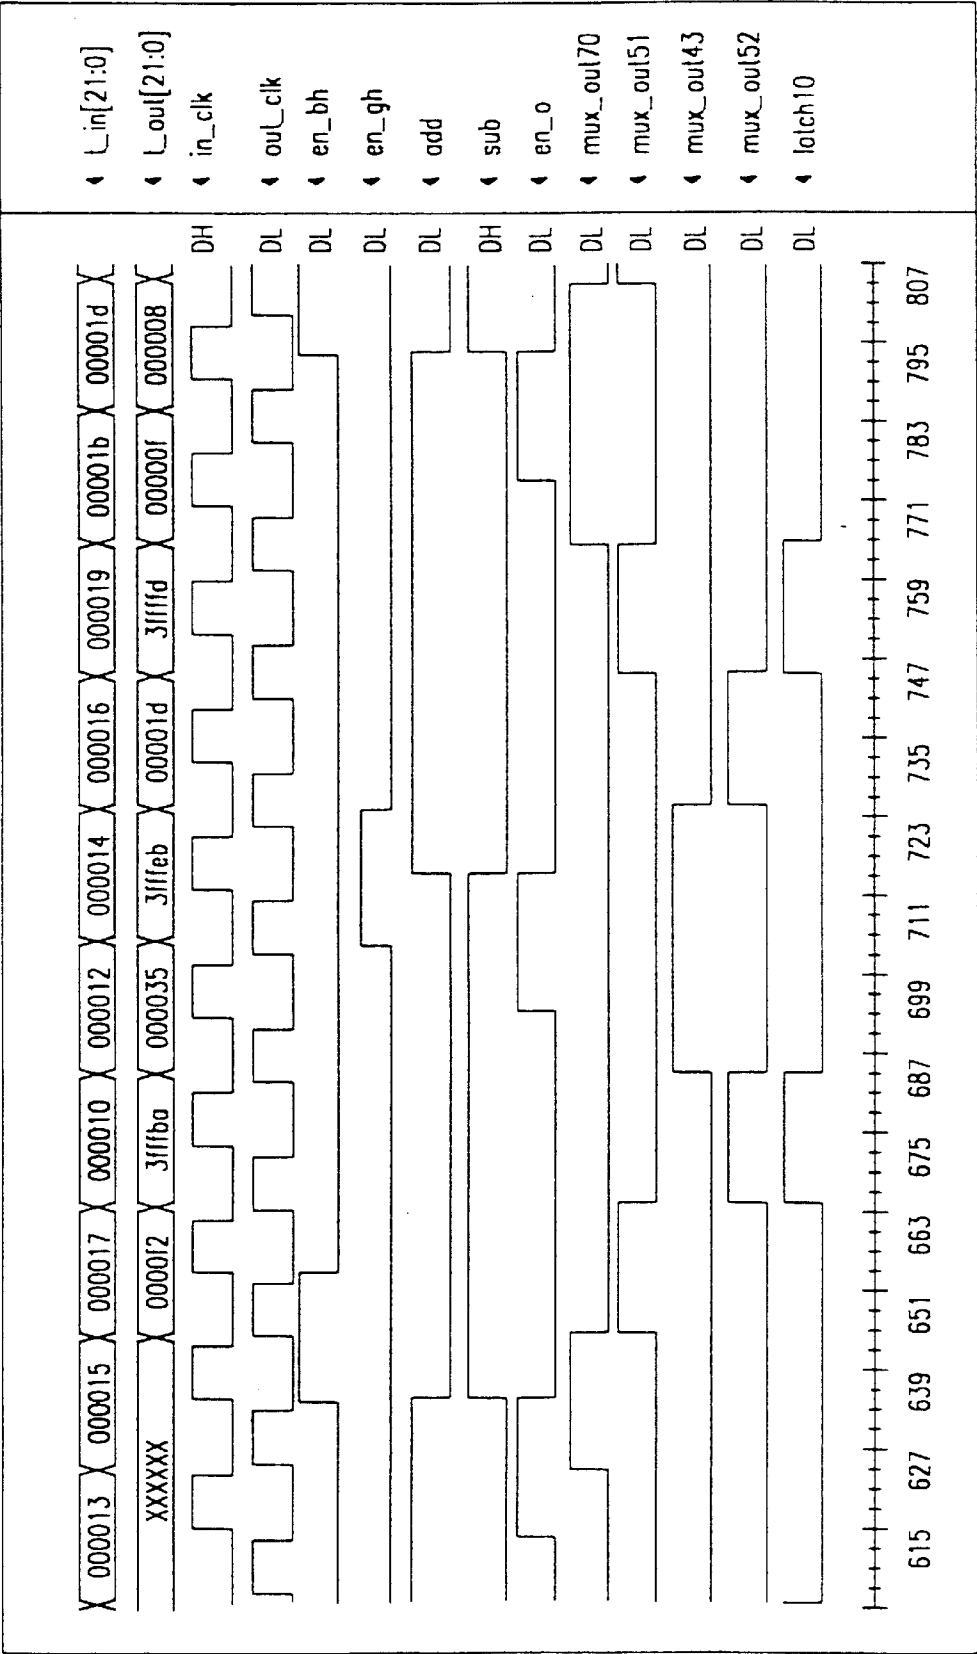 000013 000015 000017 000010 000012 000014 000016 000019 00001b 00001d t_in[21:0]
XXXXXX 0000f2 3fffba 000035 3fffeb 00001d 3ffffd 00000f 000008 t_out[21:0]
DH in_clk
DL out_clk
DL en_bh
DL en_gh
DL add
DH sub
DL en_o
DL mux_out70
DL mux_out51
DL mux_out43
DL mux_out52
DL latch10
615 627 639 651 663 675 687 699 711 723 735 747 759 771 783 795 807